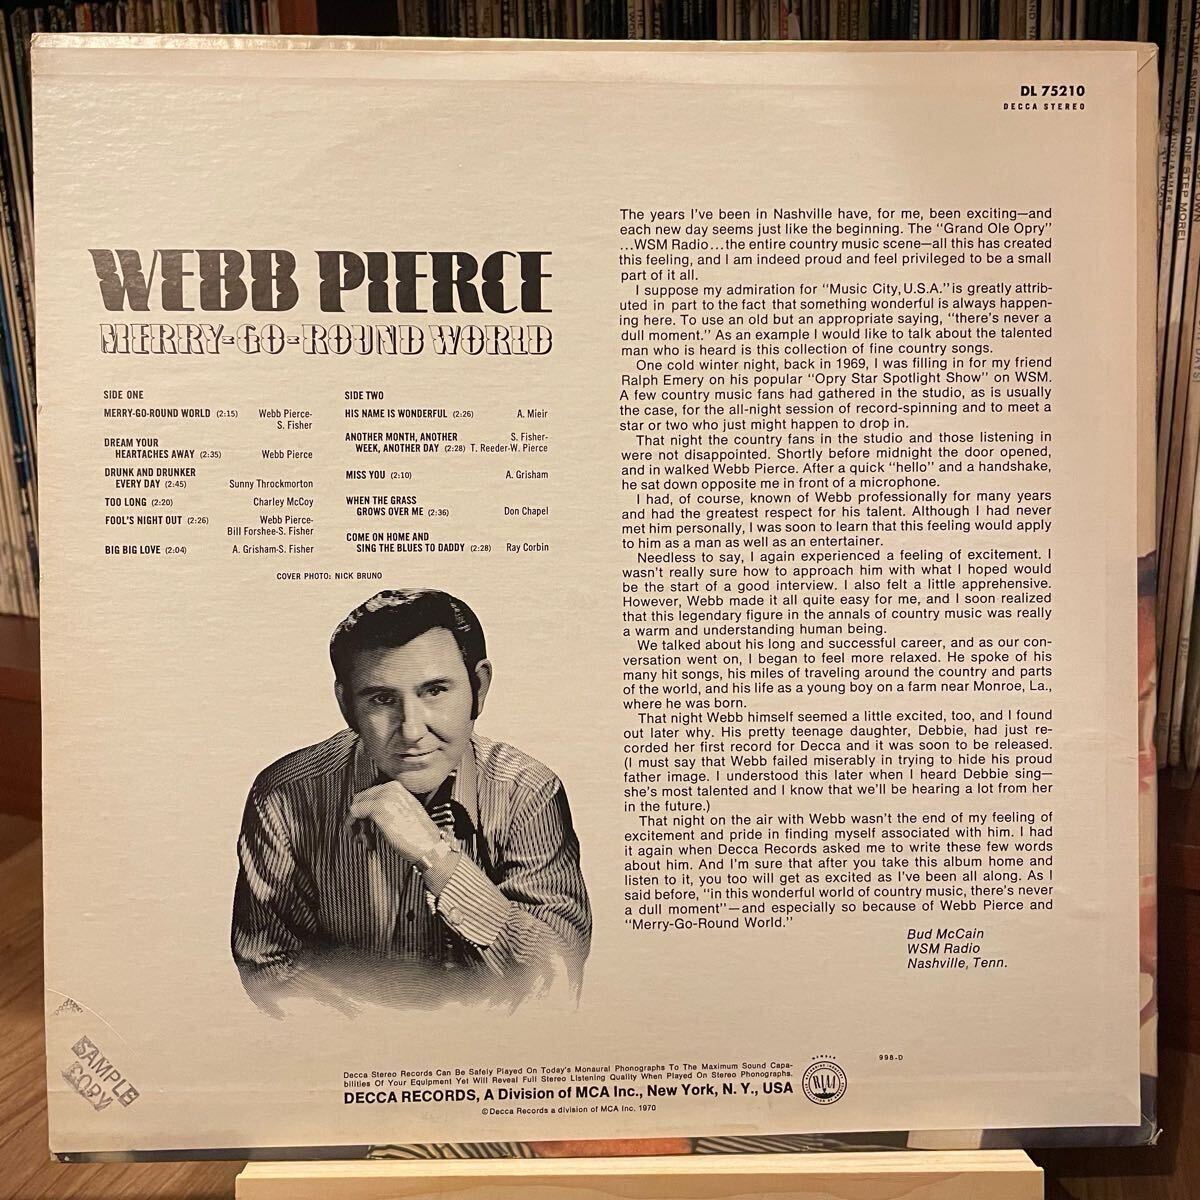 DL 75210
DECCA STEREO
WEBB PIERCE
MERRY-GO-ROUND WORLD
SIDE ONE
MERRY-GO-ROUND WORLD (2:15) Webb Pierce-
S. Fisher
DREAM YOUR
HEARTACHES AWAY (2:35) Webb Pierce
DRUNK AND DRUNKER
EVERY DAY (2:45) Sunny Throckmorton
TOO LONG (2:20) Charley McCoy
FOOL'S NIGHT OUT (2:26) Webb Pierce-
Bill Forshee-S. Fisher
BIG BIG LOVE (2:04) A. Grisham-S. Fisher
SIDE TWO
HIS NAME IS WONDERFUL (2:26) A. Mieir
ANOTHER MONTH, ANOTHER S. Fisher-
WEEK, ANOTHER DAY (2:28) T. Reeder-W. Pierce
MISS YOU (2:10) A. Grisham
WHEN THE GRASS
GROWS OVER ME (2:36) Don Chapel
COME ON HOME AND
SING THE BLUES TO DADDY (2:28) Ray Corbin
COVER PHOTO: NICK BRUNO
The years I've been in Nashville have, for me, been exciting—and
each new day seems just like the beginning. The "Grand Ole Opry"
...WSM Radio...the entire country music scene—all this has created
this feeling, and I am indeed proud and feel privileged to be a small
part of it all.
I suppose my admiration for "Music City, U.S.A." is greatly attrib-
uted in part to the fact that something wonderful is always happen-
ing here. To use an old but an appropriate saying, "there's never a
dull moment." As an example I would like to talk about the talented
man who is heard is this collection of fine country songs.
One cold winter night, back in 1969, I was filling in for my friend
Ralph Emery on his popular "Opry Star Spotlight Show" on WSM.
A few country music fans had gathered in the studio, as is usually
the case, for the all-night session of record-spinning and to meet a
star or two who just might happen to drop in.
That night the country fans in the studio and those listening in
were not disappointed. Shortly before midnight the door opened,
and in walked Webb Pierce. After a quick "hello" and a handshake,
he sat down opposite me in front of a microphone.
I had, of course, known of Webb professionally for many years
and had the greatest respect for his talent. Although I had never
met him personally, I was soon to learn that this feeling would apply
to him as a man as well as an entertainer.
Needless to say, I again experienced a feeling of excitement. I
wasn't really sure how to approach him with what I hoped would
be the start of a good interview. I also felt a little apprehensive.
However, Webb made it all quite easy for me, and I soon realized
that this legendary figure in the annals of country music was really
a warm and understanding human being.
We talked about his long and successful career, and as our con-
versation went on, I began to feel more relaxed. He spoke of his
many hit songs, his miles of traveling around the country and parts
of the world, and his life as a young boy on a farm near Monroe, La.,
where he was born.
That night Webb himself seemed a little excited, too, and I found
out later why. His pretty teenage daughter, Debbie, had just re-
corded her first record for Decca and it was soon to be released.
(I must say that Webb failed miserably in trying to hide his proud
father image. I understood this later when I heard Debbie sing—
she's most talented and I know that we'll be hearing a lot from her
in the future.)
That night on the air with Webb wasn't the end of my feeling of
excitement and pride in finding myself associated with him. I had
it again when Decca Records asked me to write these few words
about him. And I'm sure that after you take this album home and
listen to it, you too will get as excited as I've been all along. As I
said before, "in this wonderful world of country music, there's never
a dull moment"—and especially so because of Webb Pierce and
"Merry-Go-Round World."
Bud McCain
WSM Radio
Nashville, Tenn.
SAMPLE
COPY
Decca Stereo Records Can Be Safely Played On Today's Monaural Phonographs To The Maximum Sound Capa-
bilities Of Your Equipment Yet Will Reveal Full Stereo Listening Quality When Played On Stereo Phonographs.
DECCA RECORDS, A Division of MCA Inc., New York, N. Y., USA
© Decca Records a division of MCA Inc. 1970
MEMBER
RIAA
998-D
ONE STEP MORE!
THE WINDJAMMERS